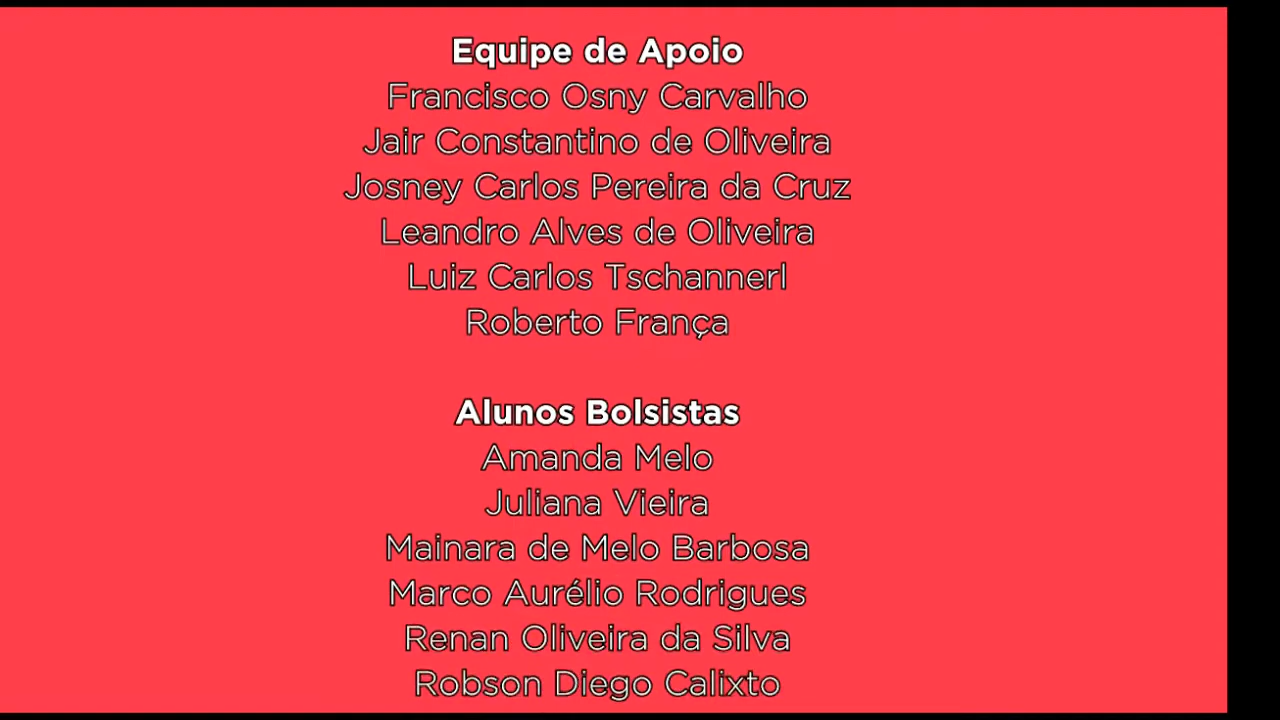 Equipe de Apoio
Francisco Osny Carvalho
Jair Constantino de Oliveira
Josney Carlos Pereira da Cruz
Leandro Alves de Oliveira
Luiz Carlos Tschannerl
Roberto França
Alunos Bolsistas
Amanda Melo
Juliana Vieira
Mainara de Melo Barbosa
Marco Aurélio Rodrigues
Renan Oliveira da Silva
Robson Diego Calixto